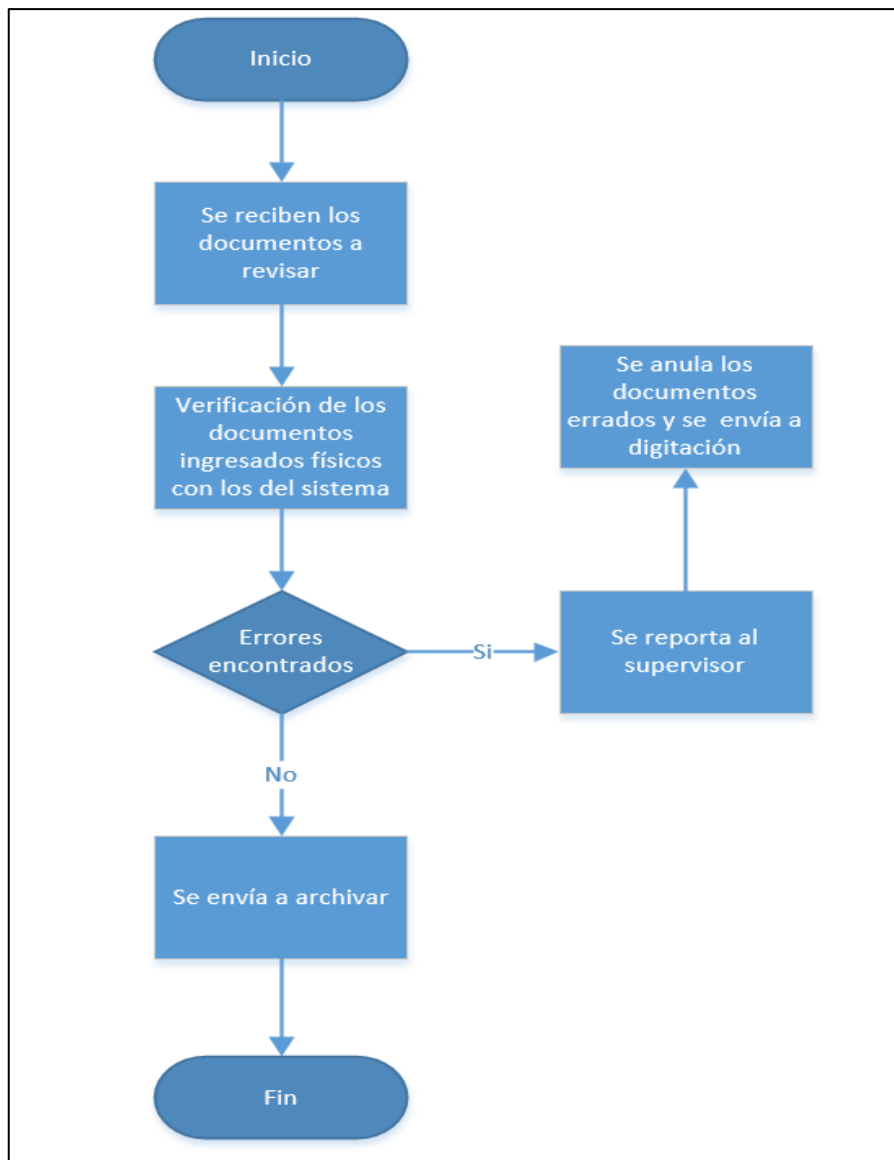 Inicio
Se reciben los
documentos a
revisar
Verificación de los
documentos
ingresados físicos
con los del sistema
Se anula los
documentos
errados y se envía a
digitación
Errores
encontrados
Si
Se reporta al
supervisor
No
Se envía a archivar
Fin